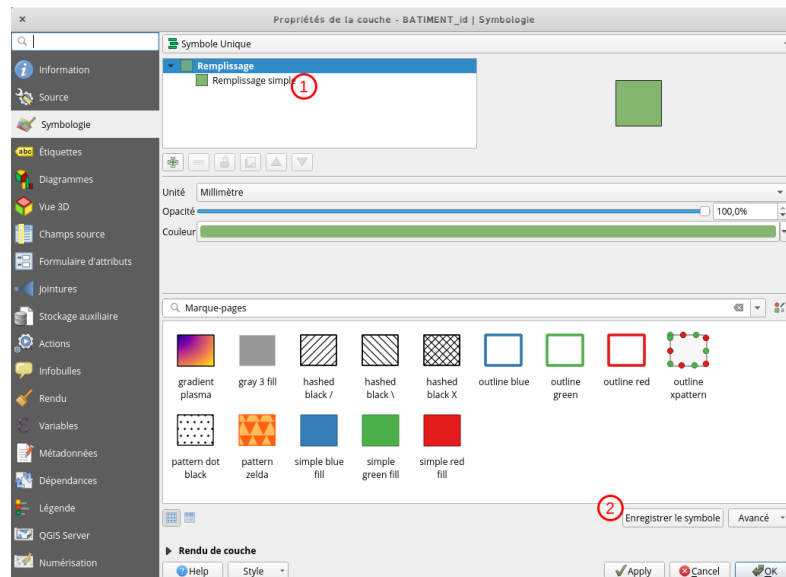 Propriétés de la couche - BATIMENT_id | Symbologie
Information
Source
Symbologie
abc Étiquettes
Diagrammes
Vue 3D
Champs source
Formulaire d'attributs
Jointures
Stockage auxiliaire
Actions
Infobulles
Rendu
Variables
Métadonnées
Dépendances
Légende
QGIS Server
Numérisation
Symbole Unique
Remplissage
Remplissage simple
1
Unité Millimètre
Opacité 100,0%
Couleur
Marque-pages
gradient plasma
gray 3 fill
hashed black /
hashed black \
hashed black X
outline blue
outline green
outline red
outline xpattern
pattern dot black
pattern zelda
simple blue fill
simple green fill
simple red fill
2
Enregistrer le symbole
Avancé
Rendu de couche
Help
Style
Apply
Cancel
OK